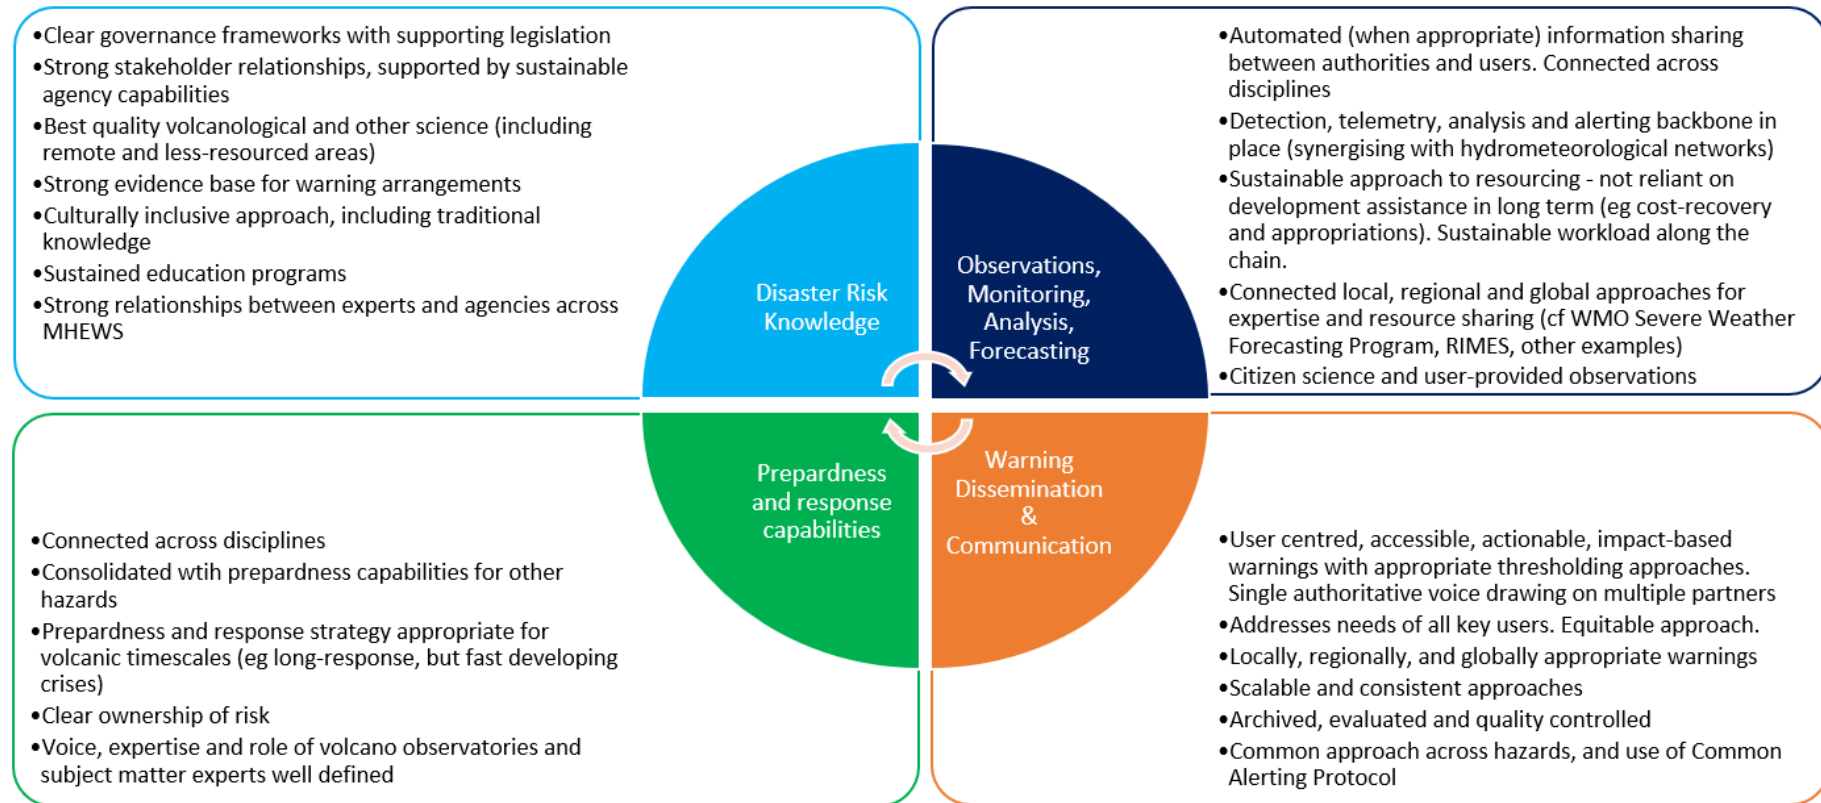 •Clear governance frameworks with supporting legislation
•Strong stakeholder relationships, supported by sustainable
agency capabilities
•Best quality volcanological and other science (including
remote and less-resourced areas)
•Strong evidence base for warning arrangements
•Culturally inclusive approach, including traditional
knowledge
•Sustained education programs
•Strong relationships between experts and agencies across
MHEWS
•Automated (when appropriate) information sharing
between authorities and users. Connected across
disciplines
•Detection, telemetry, analysis and alerting backbone in
place (synergising with hydrometeorological networks)
•Sustainable approach to resourcing - not reliant on
development assistance in long term (eg cost-recovery
and appropriations). Sustainable workload along the
chain.
•Connected local, regional and global approaches for
expertise and resource sharing (cf WMO Severe Weather
Forecasting Program, RIMES, other examples)
•Citizen science and user-provided observations
Disaster Risk
Knowledge
Observations,
Monitoring,
Analysis,
Forecasting
Prepardness
and response
capabilities
Warning
Dissemination
&
Communication
•Connected across disciplines
•Consolidated wtih prepardness capabilities for other
hazards
•Prepardness and response strategy appropriate for
volcanic timescales (eg long-response, but fast developing
crises)
•Clear ownership of risk
•Voice, expertise and role of volcano observatories and
subject matter experts well defined
•User centred, accessible, actionable, impact-based
warnings with appropriate thresholding approaches.
Single authoritative voice drawing on multiple partners
•Addresses needs of all key users. Equitable approach.
•Locally, regionally, and globally appropriate warnings
•Scalable and consistent approaches
•Archived, evaluated and quality controlled
•Common approach across hazards, and use of Common
Alerting Protocol